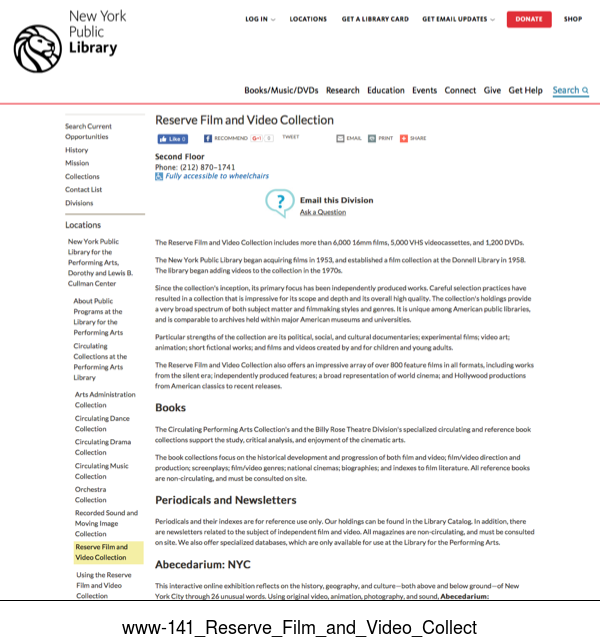 New York
Public
Library
LOG IN
LOCATIONS
GET A LIBRARY CARD
GET EMAIL UPDATES
DONATE
SHOP
Books/Music/DVDs Research Education Events Connect Give Get Help Search
Search Current
Opportunities
History
Mission
Collections
Contact List
Divisions
Locations
New York Public
Library for the
Performing Arts,
Dorothy and Lewis B.
Cullman Center
About Public
Programs at the
Library for the
Performing Arts
Circulating
Collections at the
Performing Arts
Library
Arts Administration
Collection
Circulating Dance
Collection
Circulating Drama
Collection
Circulating Music
Collection
Orchestra
Collection
Recorded Sound and
Moving Image
Collection
Reserve Film and
Video Collection
Using the Reserve
Film and Video
Collection
Reserve Film and Video Collection
Like 0
RECOMMEND
G+1 0
TWEET
EMAIL
PRINT
SHARE
Second Floor
Phone: (212) 870-1741
Fully accessible to wheelchairs
?
Email this Division
Ask a Question
The Reserve Film and Video Collection includes more than 6,000 16mm films, 5,000 VHS videocassettes, and 1,200 DVDs.
The New York Public Library began acquiring films in 1953, and established a film collection at the Donnell Library in 1958.
The library began adding videos to the collection in the 1970s.
Since the collection's inception, its primary focus has been independently produced works. Careful selection practices have
resulted in a collection that is impressive for its scope and depth and its overall high quality. The collection's holdings provide
a very broad spectrum of both subject matter and filmmaking styles and genres. It is unique among American public libraries,
and is comparable to archives held within major American museums and universities.
Particular strengths of the collection are its political, social, and cultural documentaries; experimental films; video art;
animation; short fictional works; and films and videos created by and for children and young adults.
The Reserve Film and Video Collection also offers an impressive array of over 800 feature films in all formats, including works
from the silent era; independently produced features; a broad representation of world cinema; and Hollywood productions
from American classics to recent releases.
Books
The Circulating Performing Arts Collection's and the Billy Rose Theatre Division's specialized circulating and reference book
collections support the study, critical analysis, and enjoyment of the cinematic arts.
The book collections focus on the historical development and progression of both film and video; film/video direction and
production; screenplays; film/video genres; national cinemas; biographies; and indexes to film literature. All reference books
are non-circulating, and must be consulted on site.
Periodicals and Newsletters
Periodicals and their indexes are for reference use only. Our holdings can be found in the Library Catalog. In addition, there
are newsletters related to the subject of independent film and video. All magazines are non-circulating, and must be consulted
on site. We also offer specialized databases, which are only available for use at the Library for the Performing Arts.
Abecedarium: NYC
This interactive online exhibition reflects on the history, geography, and culture—both above and below ground—of New
York City through 26 unusual words. Using original video, animation, photography, and sound, Abecedarium:
www-141_Reserve_Film_and_Video_Collect